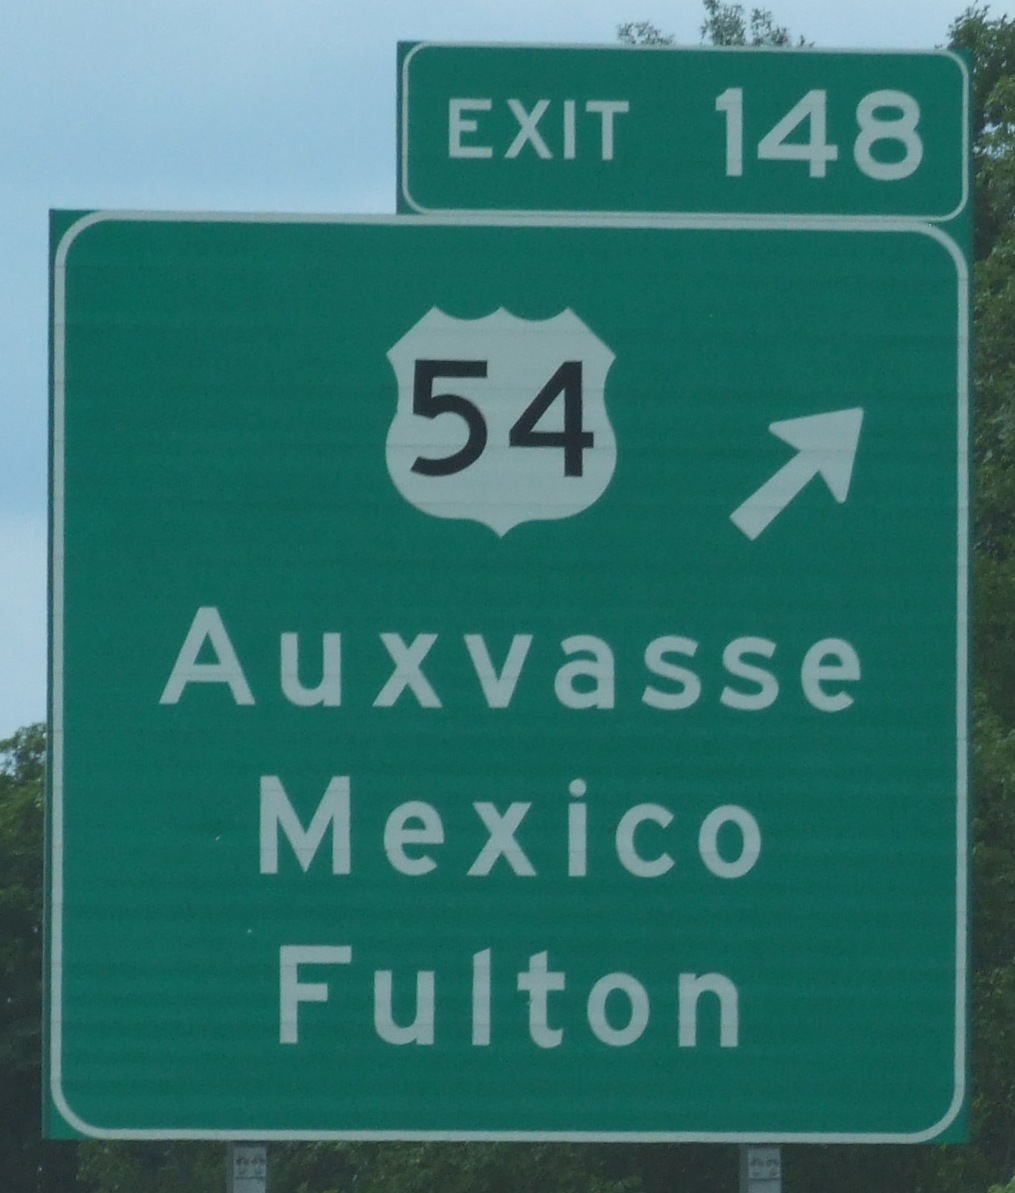 EXIT 148
54
Auxvasse
Mexico
Fulton